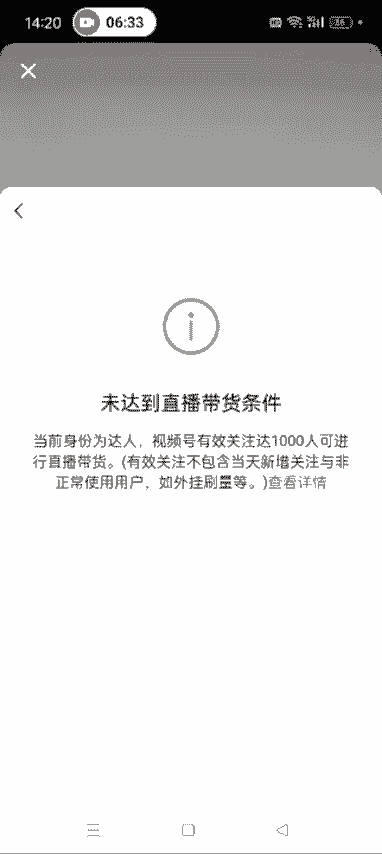 14:20
06:33
未达到直播带货条件
当前身份为达人，视频号有效关注达1000人可进
行直播带货。(有效关注不包含当天新增关注与非
正常使用用户，如外挂刷量等。)查看详情